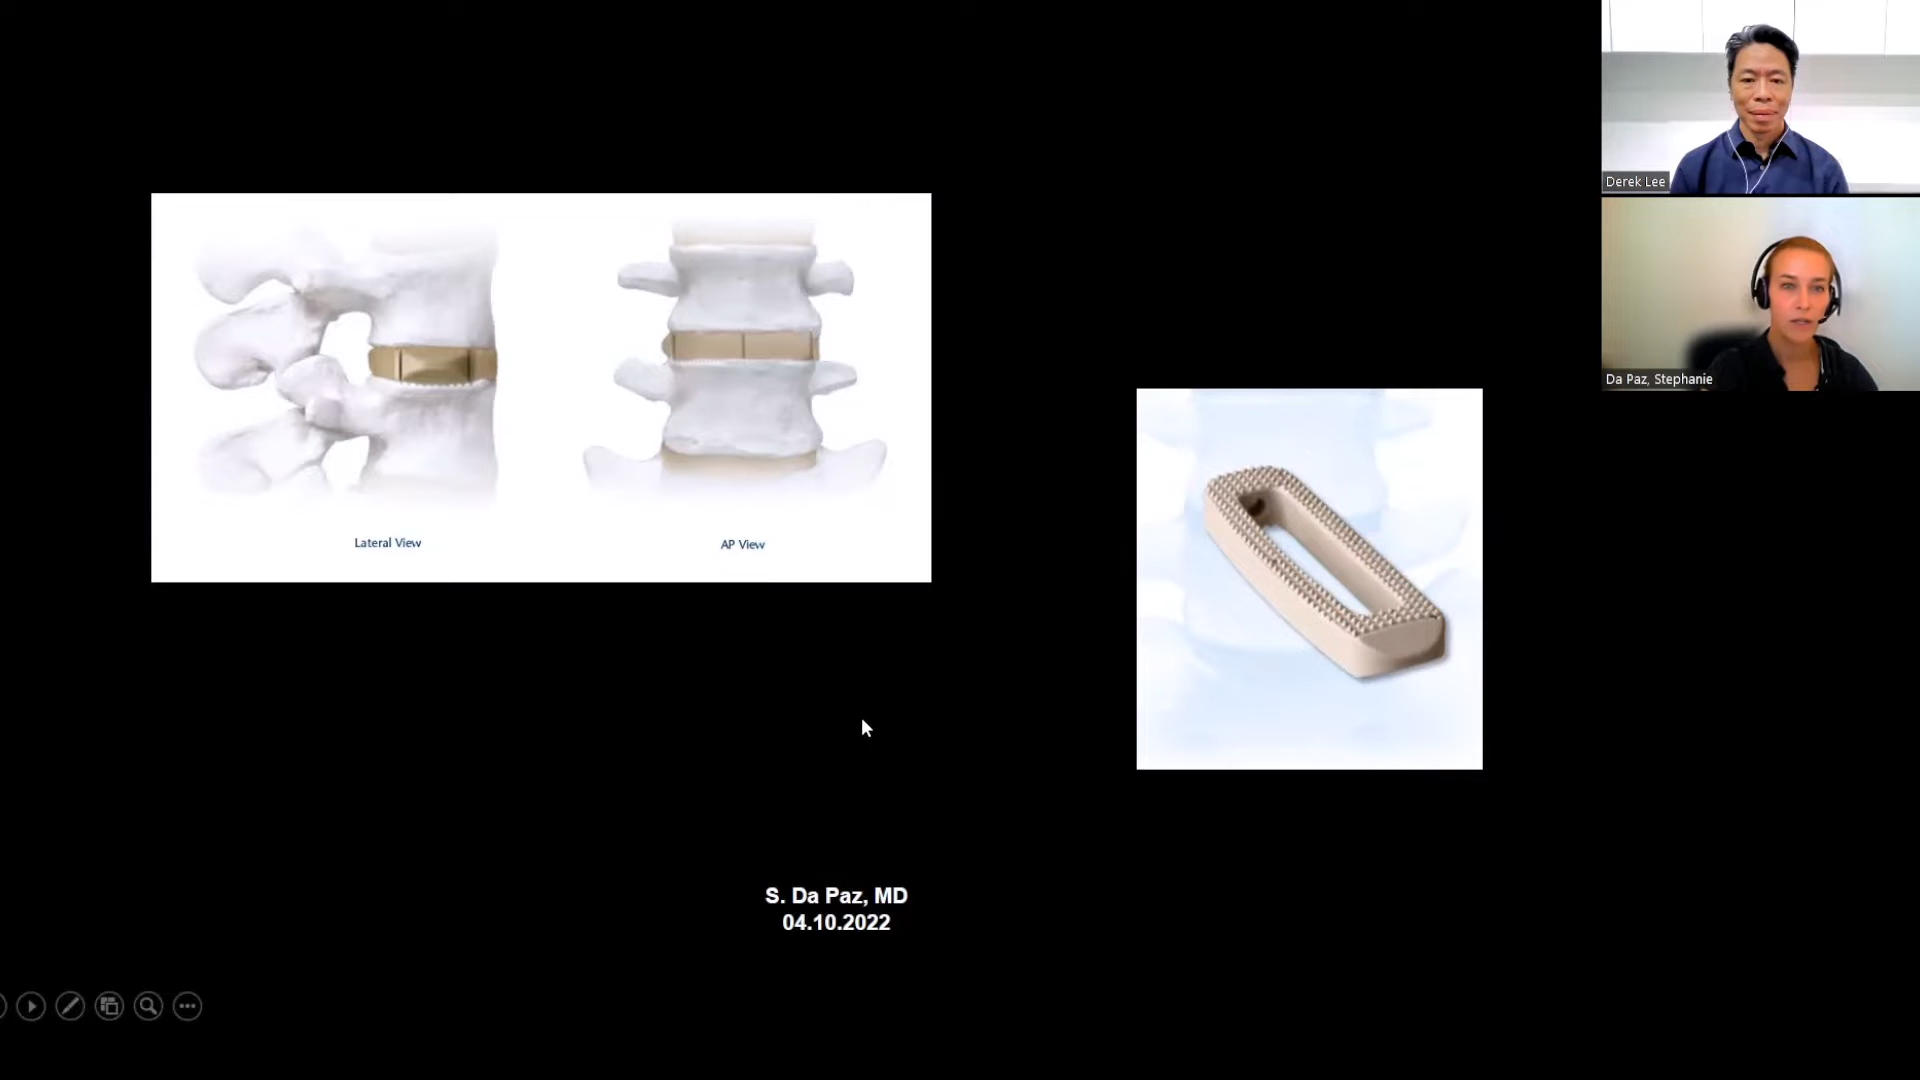 Derek Lee
Da Paz, Stephanie
Lateral View
AP View
S. Da Paz, MD
04.10.2022